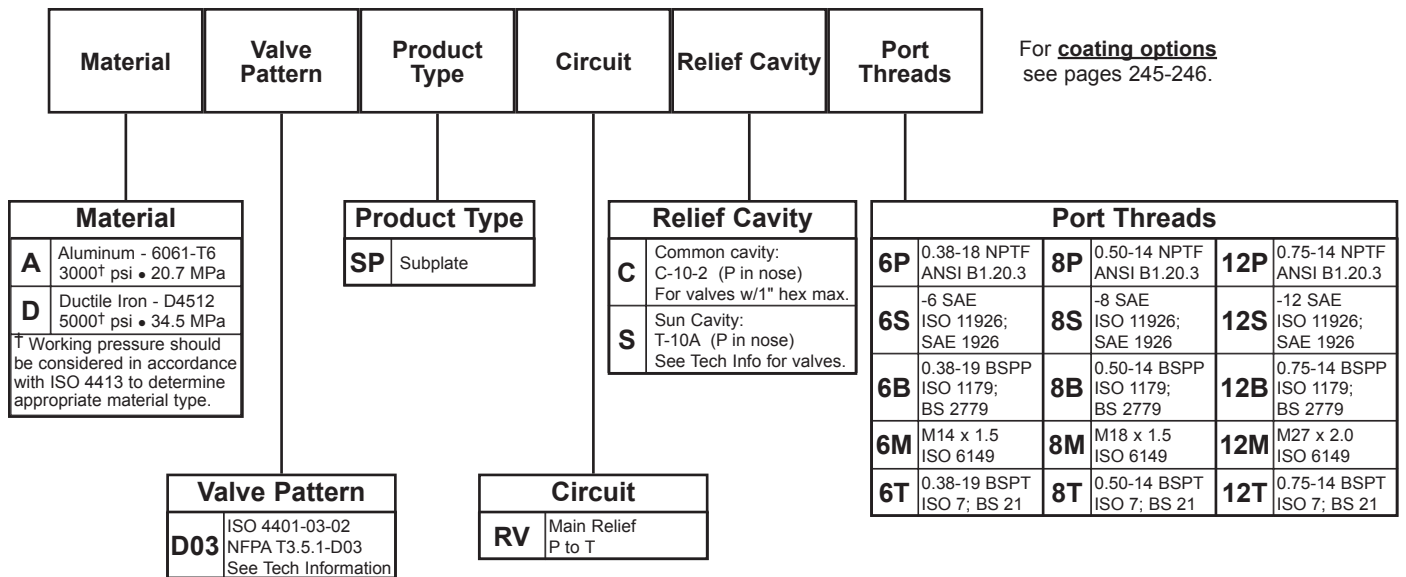 Material
Valve
Pattern
Product
Type
Circuit
Relief Cavity
Port
Threads
For coating options
see pages 245-246.
Material
A
Aluminum - 6061-T6
3000† psi • 20.7 MPa
D
Ductile Iron - D4512
5000† psi • 34.5 MPa
† Working pressure should
be considered in accordance
with ISO 4413 to determine
appropriate material type.
Product Type
SP
Subplate
Relief Cavity
C
Common cavity:
C-10-2 (P in nose)
For valves w/1" hex max.
S
Sun Cavity:
T-10A (P in nose)
See Tech Info for valves.
Port Threads
6P
0.38-18 NPTF
ANSI B1.20.3
8P
0.50-14 NPTF
ANSI B1.20.3
12P
0.75-14 NPTF
ANSI B1.20.3
6S
-6 SAE
ISO 11926;
SAE 1926
8S
-8 SAE
ISO 11926;
SAE 1926
12S
-12 SAE
ISO 11926;
SAE 1926
6B
0.38-19 BSPP
ISO 1179;
BS 2779
8B
0.50-14 BSPP
ISO 1179;
BS 2779
12B
0.75-14 BSPP
ISO 1179;
BS 2779
6M
M14 x 1.5
ISO 6149
8M
M18 x 1.5
ISO 6149
12M
M27 x 2.0
ISO 6149
6T
0.38-19 BSPT
ISO 7; BS 21
8T
0.50-14 BSPT
ISO 7; BS 21
12T
0.75-14 BSPT
ISO 7; BS 21
Valve Pattern
D03
ISO 4401-03-02
NFPA T3.5.1-D03
See Tech Information
Circuit
RV
Main Relief
P to T